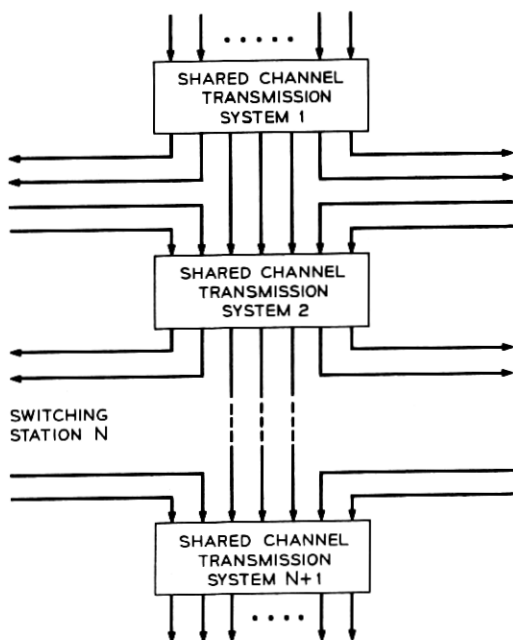 SHARED CHANNEL
TRANSMISSION
SYSTEM 1
SHARED CHANNEL
TRANSMISSION
SYSTEM 2
SWITCHING
STATION N
SHARED CHANNEL
TRANSMISSION
SYSTEM N+1